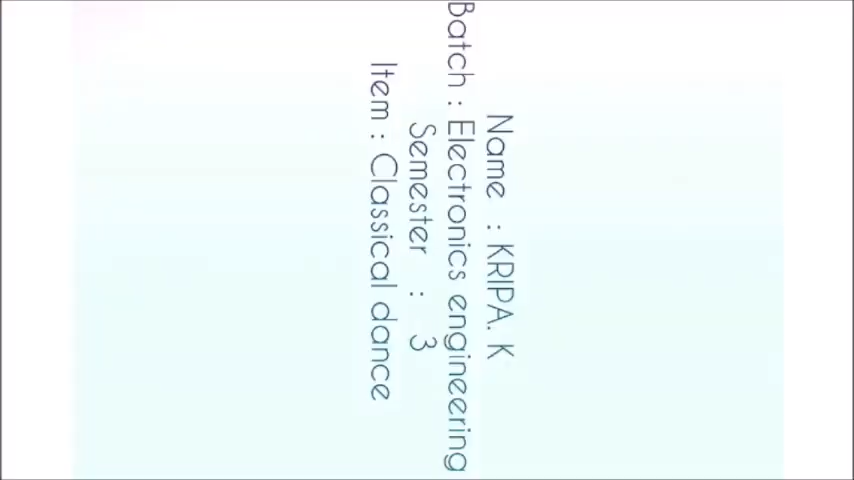 Name : KRIPA. K
Batch : Electronics engineering
Semester : 3
Item : Classical dance